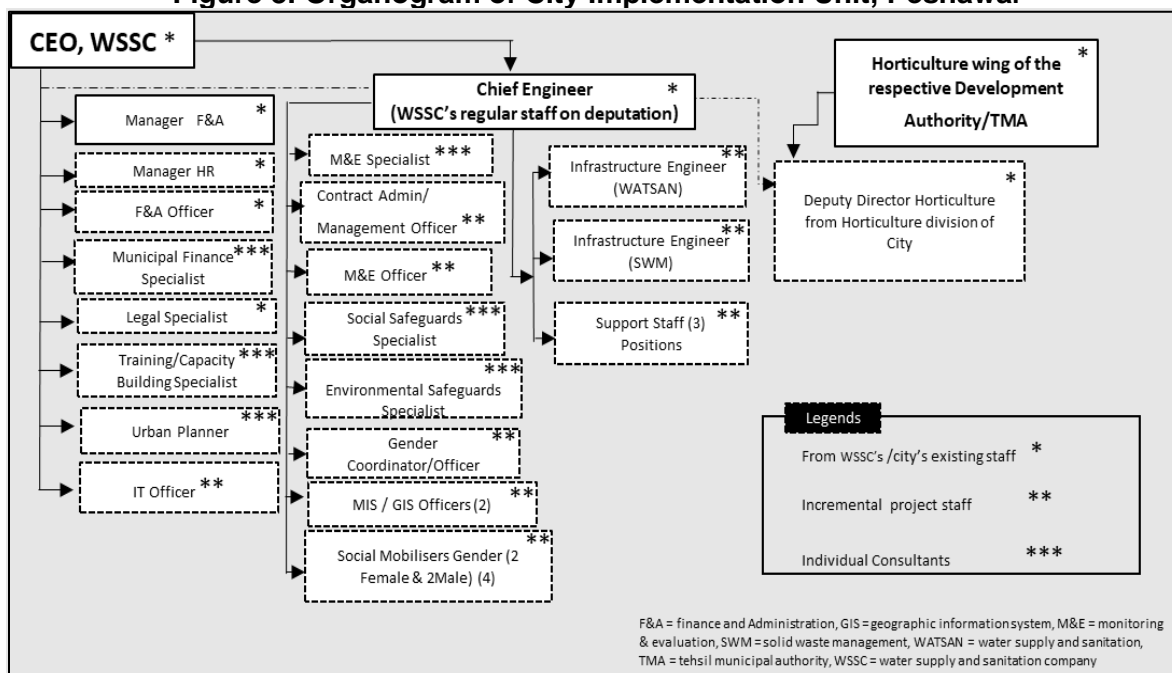 Figure 3. Organogram of City Implementation Unit, Peshawar
CEO, WSSC *
Chief Engineer *
(WSSC's regular staff on deputation)
Horticulture wing of the *
respective Development
Authority/TMA
Manager F&A *
Manager HR *
F&A Officer *
Municipal Finance ***
Specialist
Legal Specialist *
Training/Capacity ***
Building Specialist
Urban Planner ***
IT Officer **
M&E Specialist ***
Contract Admin/
Management Officer **
M&E Officer **
Social Safeguards ***
Specialist
Environmental Safeguards ***
Specialist
Gender **
Coordinator/Officer
MIS / GIS Officers (2) **
Social Mobilisers Gender (2 **
Female & 2Male) (4)
Infrastructure Engineer **
(WATSAN)
Infrastructure Engineer **
(SWM)
Support Staff (3) **
Positions
Deputy Director Horticulture *
from Horticulture division of
City
Legends
From WSSC's /city's existing staff *
Incremental project staff **
Individual Consultants ***
F&A = finance and Administration, GIS = geographic information system, M&E = monitoring
& evaluation, SWM = solid waste management, WATSAN = water supply and sanitation,
TMA = tehsil municipal authority, WSSC = water supply and sanitation company